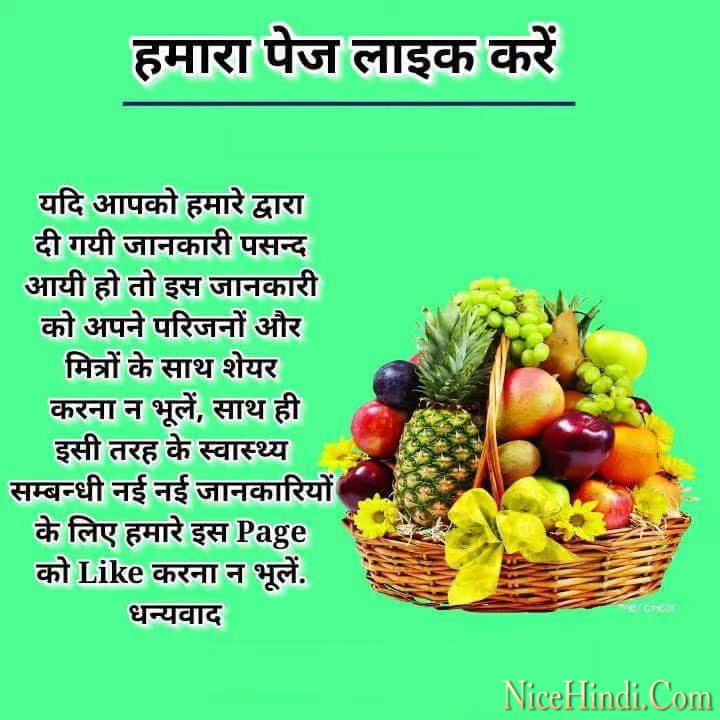 हमारा पेज लाइक करें
यदि आपको हमारे द्वारा
दी गयी जानकारी पसन्द
आयी हो तो इस जानकारी
को अपने परिजनों और
मित्रों के साथ शेयर
करना न भूलें, साथ ही
इसी तरह के स्वास्थ्य
सम्बन्धी नई नई जानकारियों
के लिए हमारे इस Page
को Like करना न भूलें.
धन्यवाद
NiceHindi.Com